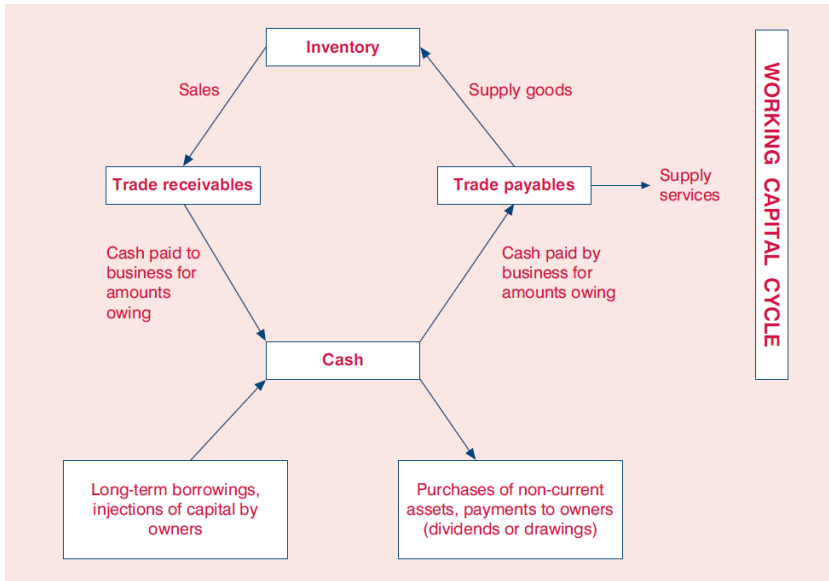 Inventory
Sales
Supply goods
Trade receivables
Trade payables
Supply
services
Cash paid to
business for
amounts
owing
Cash paid by
business for
amounts owing
Cash
Long-term borrowings,
injections of capital by
owners
Purchases of non-current
assets, payments to owners
(dividends or drawings)
WORKING CAPITAL CYCLE